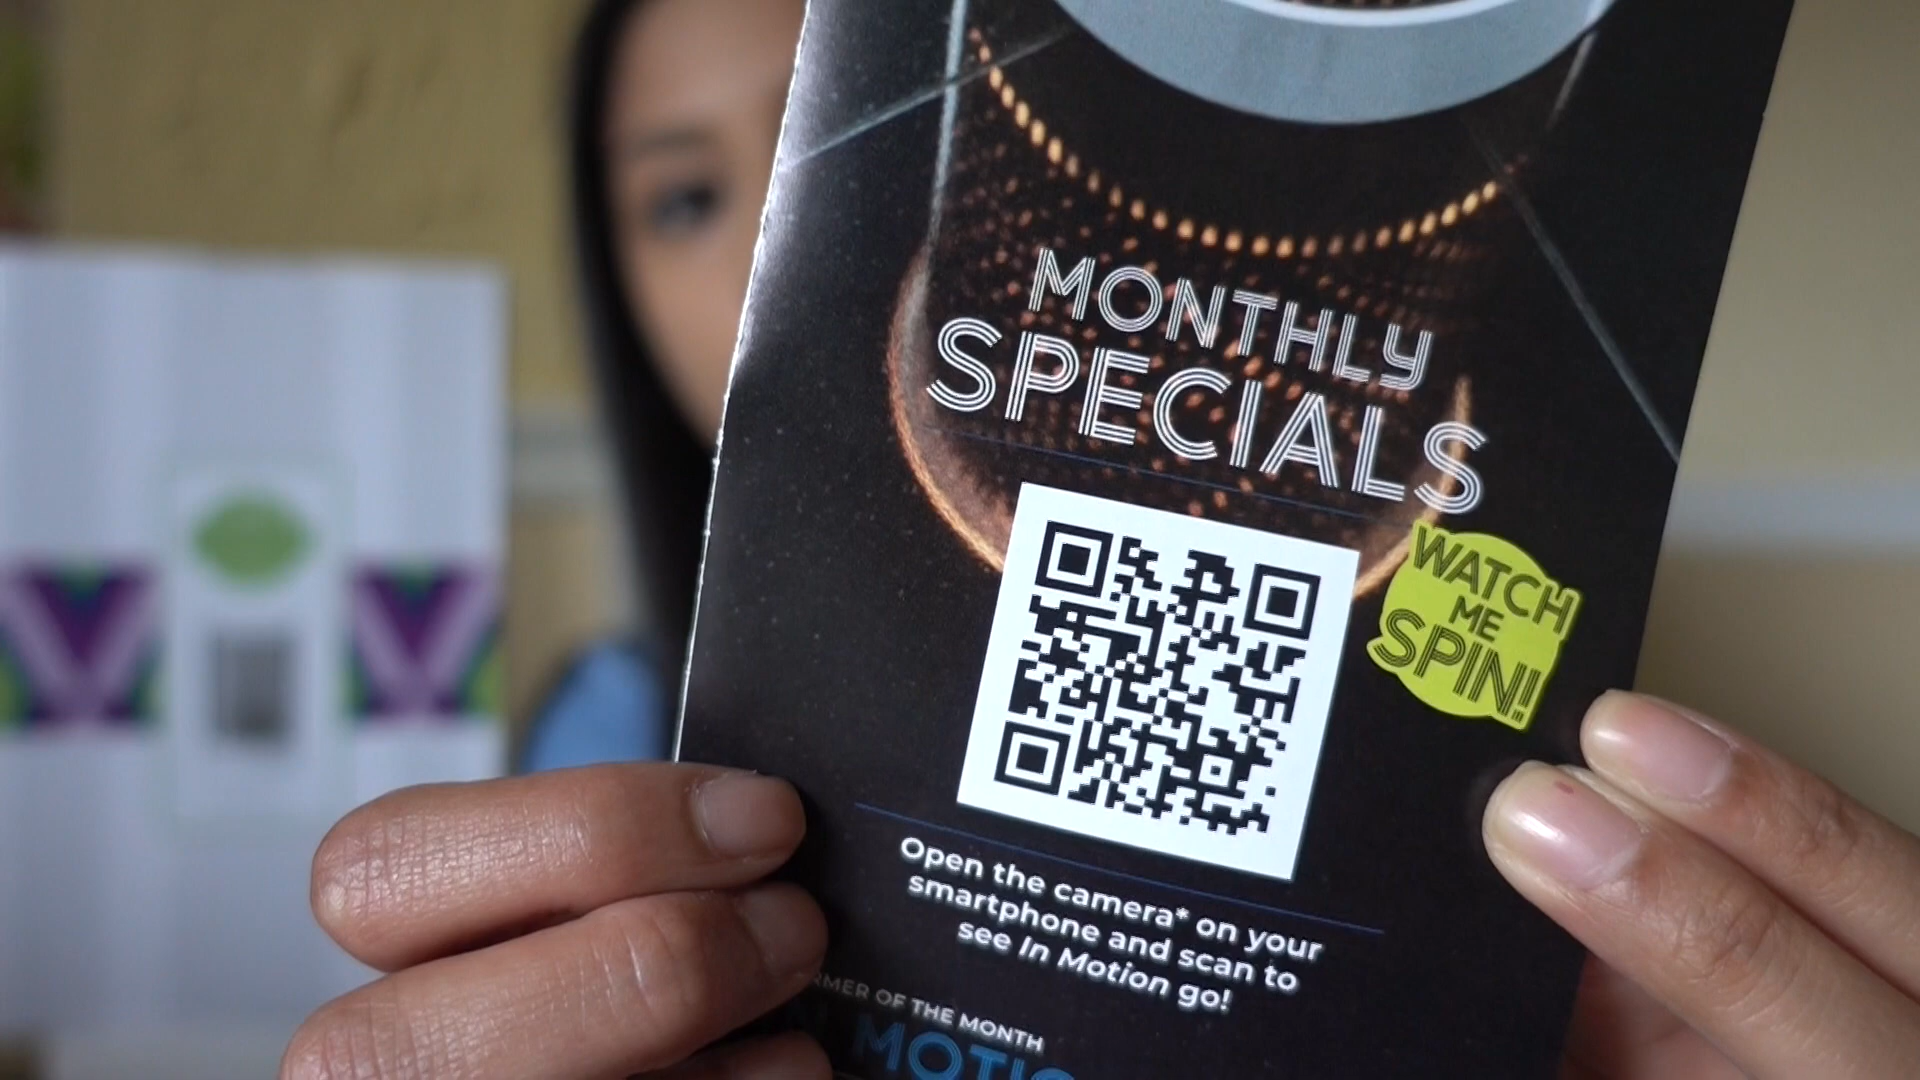 MONTHLY
SPECIALS
WATCH
ME
SPIN!
Open the camera* on your
smartphone and scan to
see In Motion go!
RMER OF THE MONTH
MOTIO